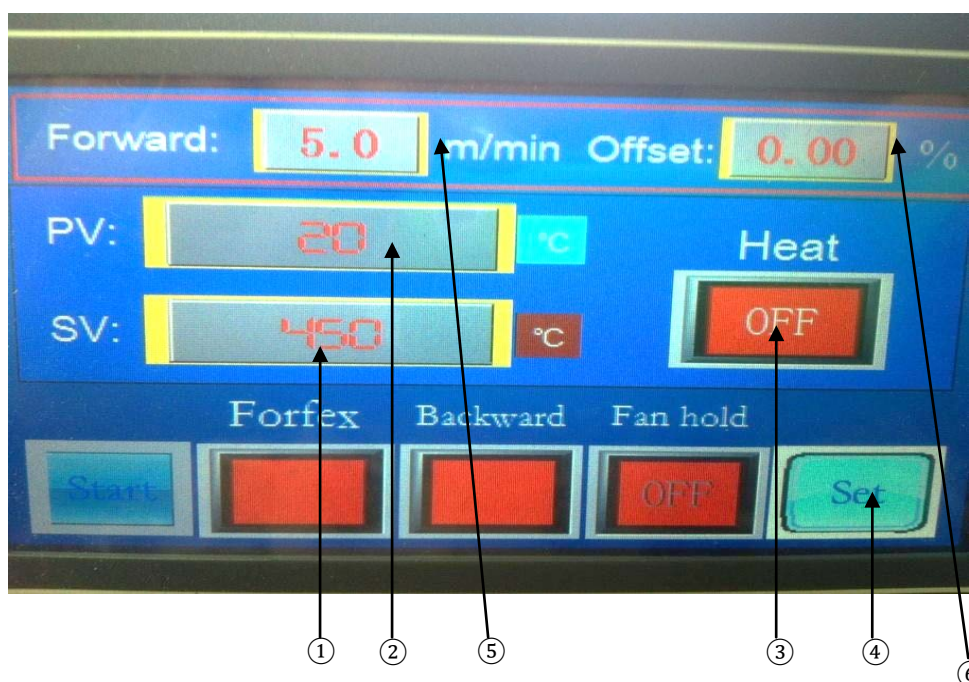 Forward: 5.0 m/min Offset: 0.00 %
PV: 20 °C
Heat
SV: 450 °C
OFF
Forfex Backward Fan hold
Start OFF Set
① ② ⑤ ③ ④ ⑥